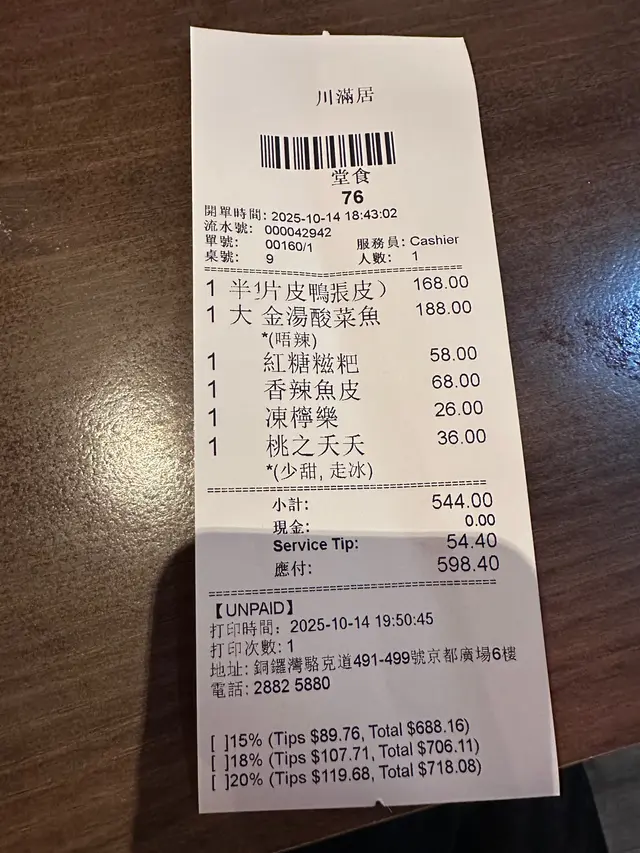 川滿居
堂食
76
開單時間: 2025-10-14 18:43:02
流水號: 000042942
單號: 00160/1 服務員: Cashier
桌號: 9 人數: 1
1 半 片皮鴨張皮） 168.00
1 大 金湯酸菜魚 188.00
*(唔辣)
1 紅糖糍粑 58.00
1 香辣魚皮 68.00
1 凍檸樂 26.00
1 桃之夭夭 36.00
*(少甜, 走冰)
小計: 544.00
現金: 0.00
Service Tip: 54.40
應付: 598.40
【UNPAID】
打印時間: 2025-10-14 19:50:45
打印次數: 1
地址: 銅鑼灣駱克道491-499號京都廣場6樓
電話: 2882 5880
[ ]15% (Tips $89.76, Total $688.16)
[ ]18% (Tips $107.71, Total $706.11)
[ ]20% (Tips $119.68, Total $718.08)